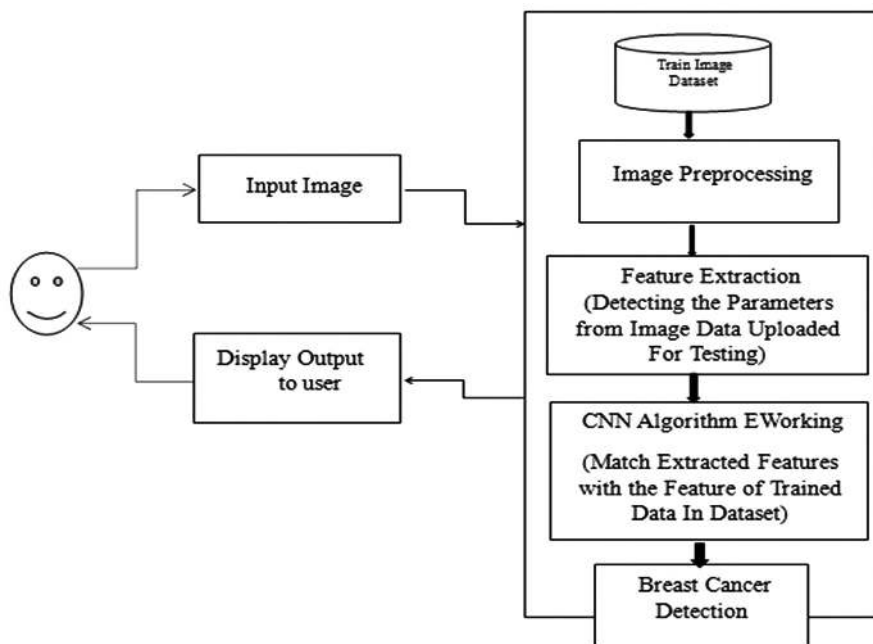 Train Image
Dataset
Image Preprocessing
Input Image
Feature Extraction
(Detecting the Parameters
from Image Data Uploaded
For Testing)
Display Output
to user
CNN Algorithm EWorking
(Match Extracted Features
with the Feature of Trained
Data In Dataset)
Breast Cancer
Detection